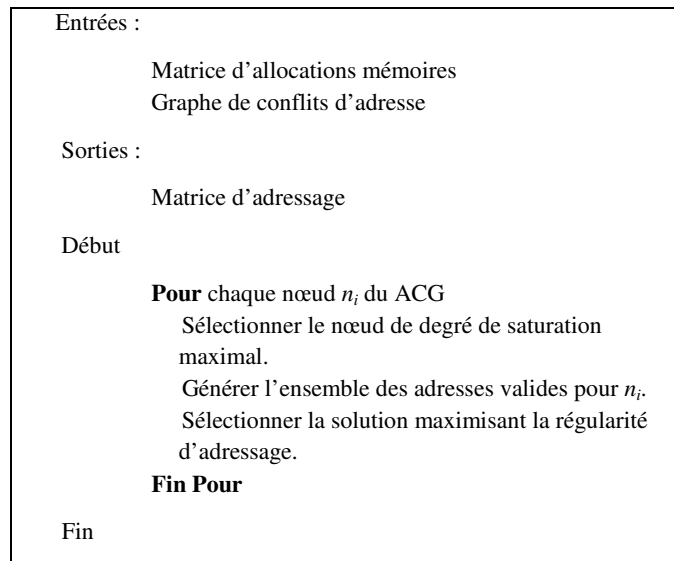 Entrées :
Matrice d'allocations mémoires
Graphe de conflits d'adresse
Sorties :
Matrice d'adressage
Début
Pour chaque nœud nᵢ du ACG
Sélectionner le nœud de degré de saturation
maximal.
Générer l'ensemble des adresses valides pour nᵢ.
Sélectionner la solution maximisant la régularité
d'adressage.
Fin Pour
Fin